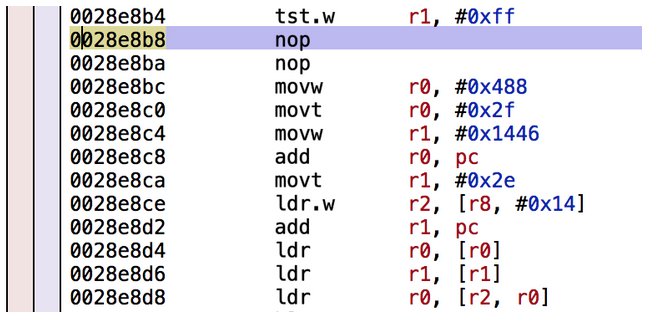 0028e8b4 tst.w r1, #0xff
0028e8b8 nop
0028e8ba nop
0028e8bc movw r0, #0x488
0028e8c0 movt r0, #0x2f
0028e8c4 movw r1, #0x1446
0028e8c8 add r0, pc
0028e8ca movt r1, #0x2e
0028e8ce ldr.w r2, [r8, #0x14]
0028e8d2 add r1, pc
0028e8d4 ldr r0, [r0]
0028e8d6 ldr r1, [r1]
0028e8d8 ldr r0, [r2, r0]